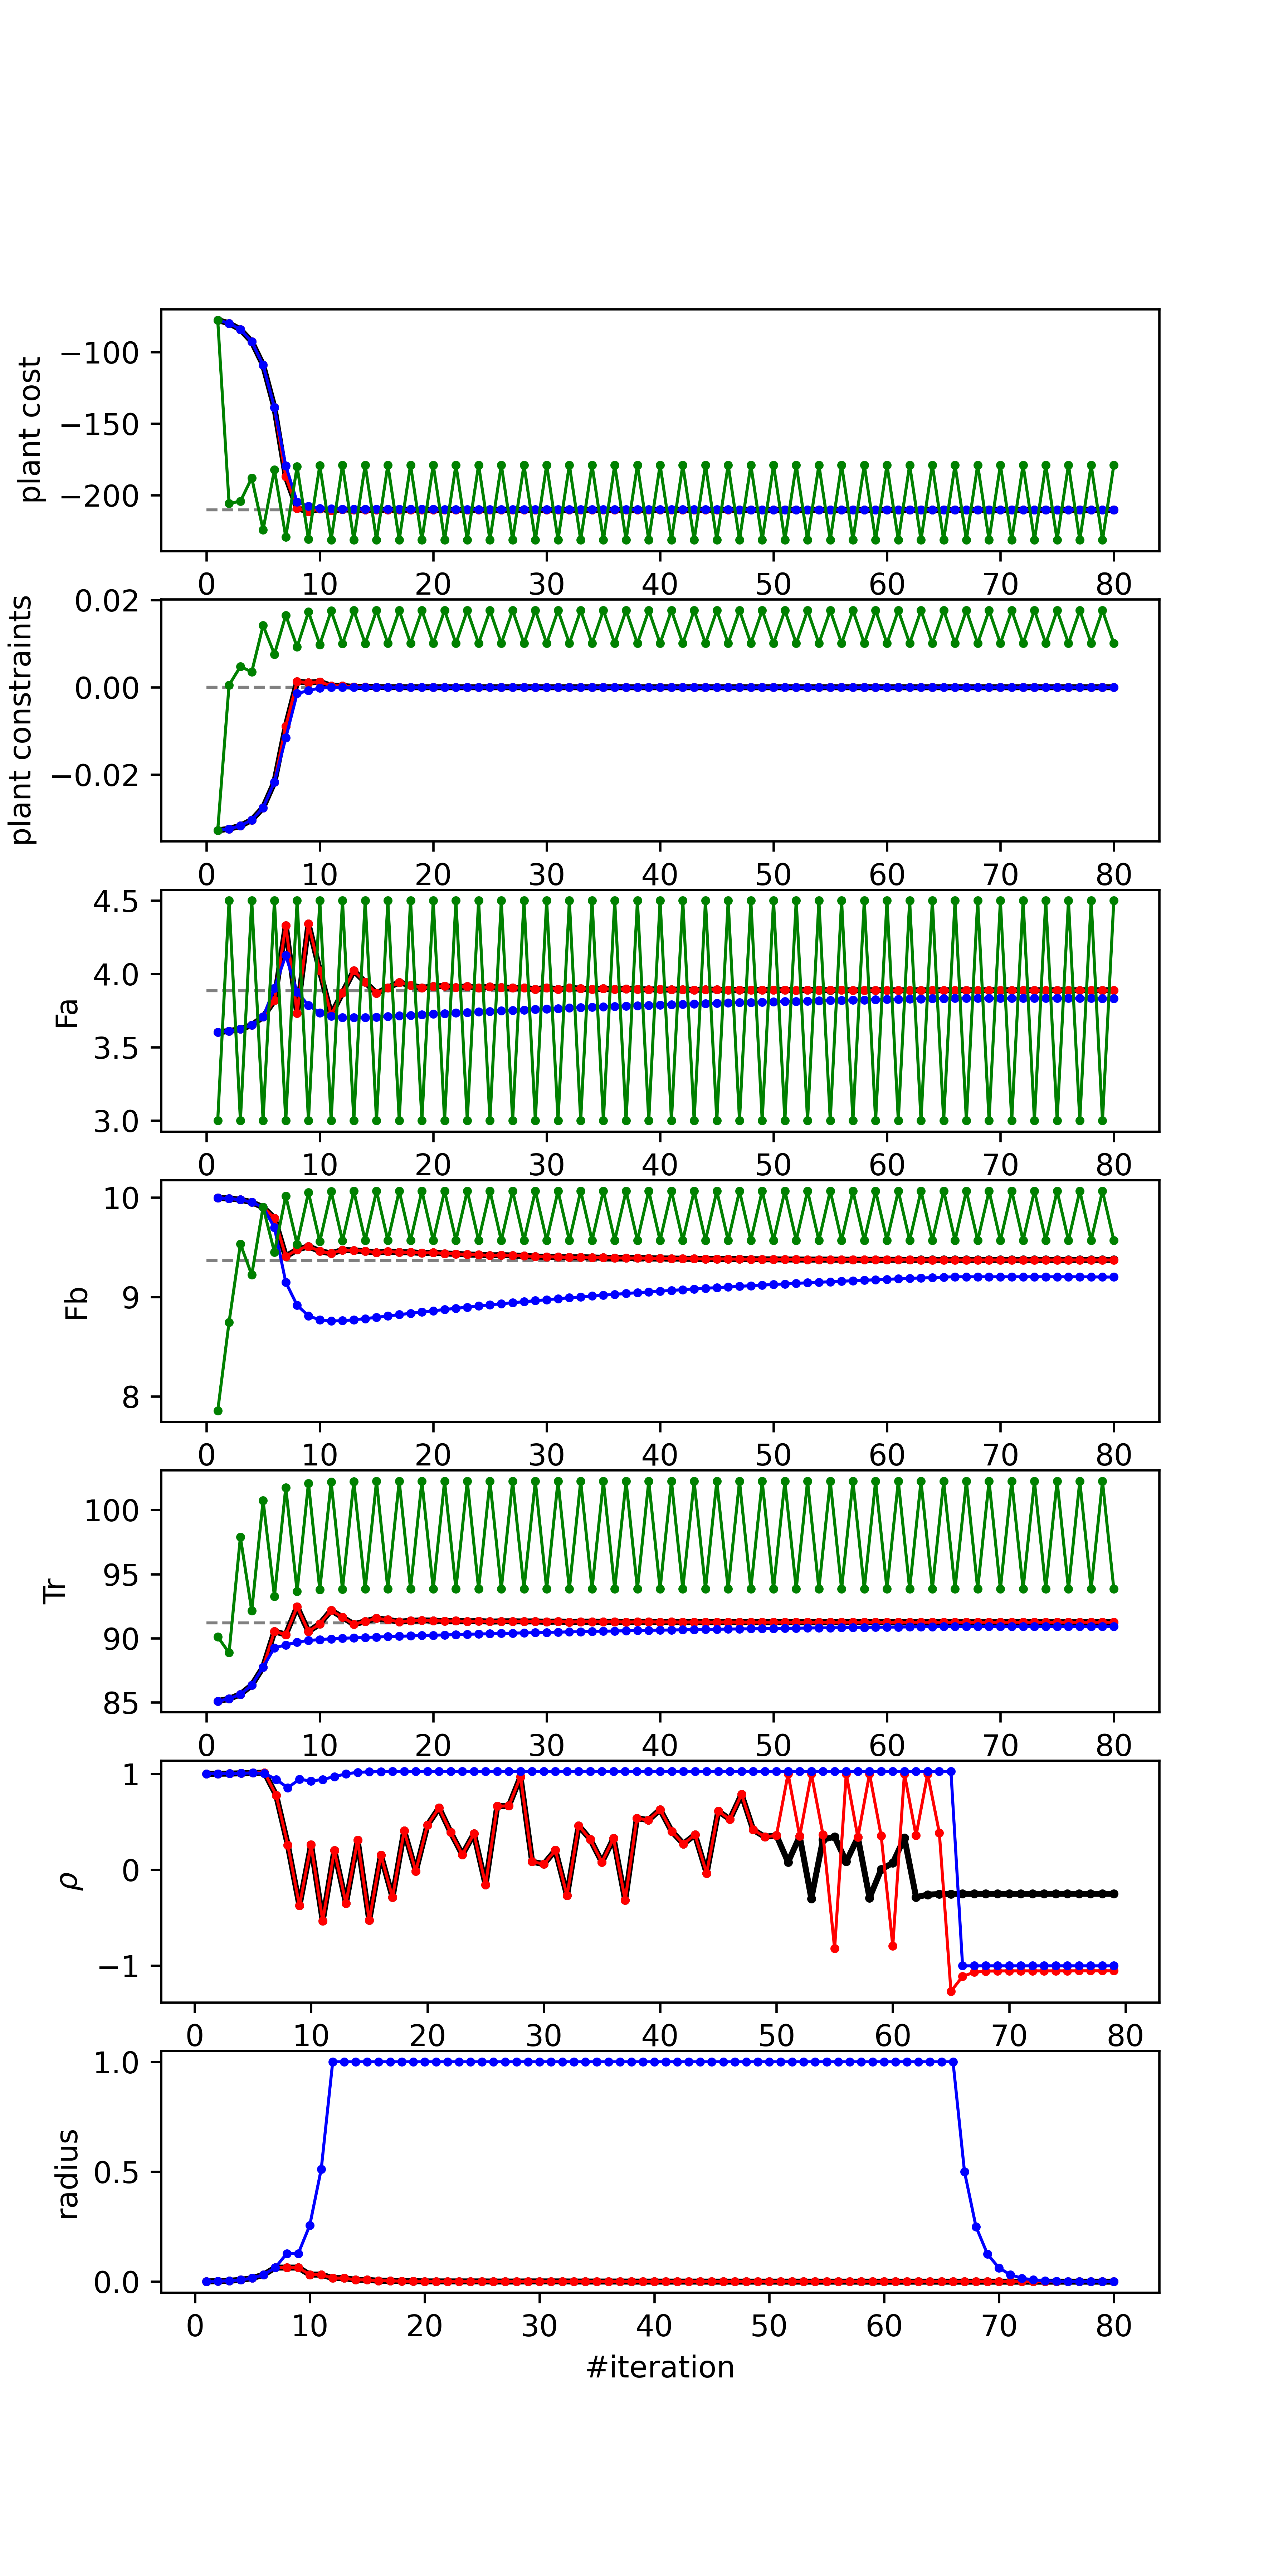 plant cost
−100
−150
−200
0 10 20 30 40 50 60 70 80
plant constraints
0.02
0.00
−0.02
0 10 20 30 40 50 60 70 80
Fa
4.5
4.0
3.5
3.0
0 10 20 30 40 50 60 70 80
Fb
10
9
8
0 10 20 30 40 50 60 70 80
Tr
100
95
90
85
0 10 20 30 40 50 60 70 80
ρ
1
0
−1
0 10 20 30 40 50 60 70 80
radius
1.0
0.5
0.0
0 10 20 30 40 50 60 70 80
#iteration